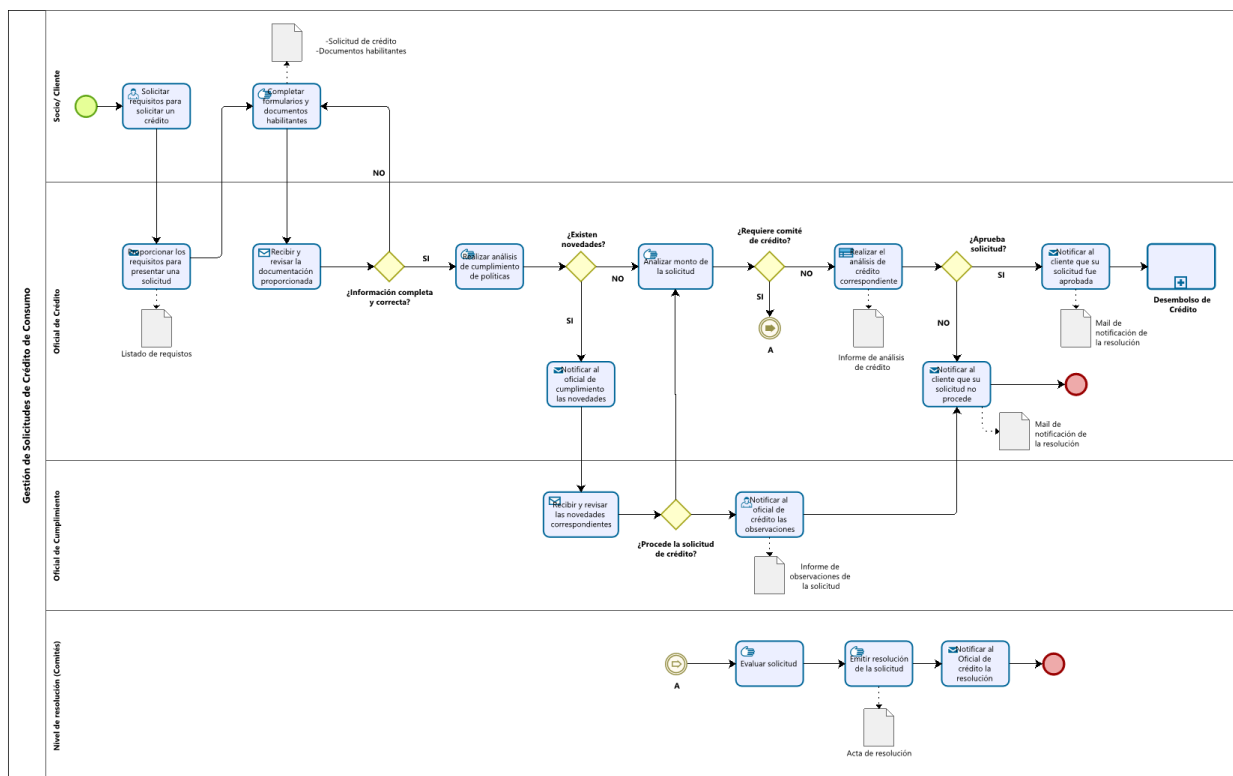 Gestión de Solicitudes de Crédito de Consumo
Socio/ Cliente
Solicitar
requisitos para
solicitar un
crédito
Completar
formularios y
documentos
habilitantes
-Solicitud de crédito
-Documentos habilitantes
NO
Oficial de Crédito
Proporcionar los
requisitos para
presentar una
solicitud
Listado de requistos
Recibir y
revisar la
documentación
proporcionada
¿Información completa
y correcta?
SI
Realizar análisis
de cumplimiento
de políticas
¿Existen
novedades?
NO
SI
Notificar al
oficial de
cumplimiento
las novedades
Analizar monto de
la solicitud
¿Requiere comité
de crédito?
NO
SI
A
Realizar el
análisis de
crédito
correspondiente
Informe de análisis
de crédito
¿Aprueba
solicitud?
SI
NO
Notificar al
cliente que su
solicitud fue
aprobada
Mail de
notificación de
la resolución
Desembolso de
Crédito
Notificar al
cliente que su
solicitud no
procede
Mail de
notificación de
la resolución
Oficial de Cumplimiento
Recibir y revisar
las novedades
correspondientes
¿Procede la solicitud
de crédito?
Notificar al
oficial de
crédito las
observaciones
Informe de
observaciones de
la solicitud
Nivel de resolución (Comités)
A
Evaluar solicitud
Emitir resolución
de la solicitud
Acta de resolución
Notificar al
Oficial de
crédito la
resolución